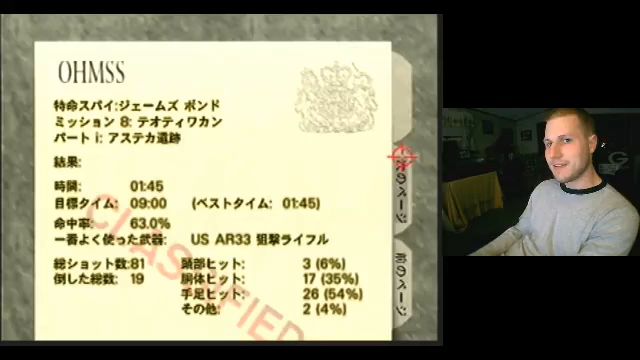 OHMSS
特命スパイ:ジェームズ ボンド
ミッション 8: テオティワカン
パート i: アステカ遺跡
結果:
時間: 01:45
目標タイム: 09:00 (ベストタイム: 01:45)
命中率: 63.0%
一番よく使った武器: US AR33 狙撃ライフル
総ショット数:81 頭部ヒット: 3 (6%)
倒した総数: 19 胴体ヒット: 17 (35%)
手足ヒット: 26 (54%)
その他: 2 (4%)
CLASSIFIED
次のページ
前のページ